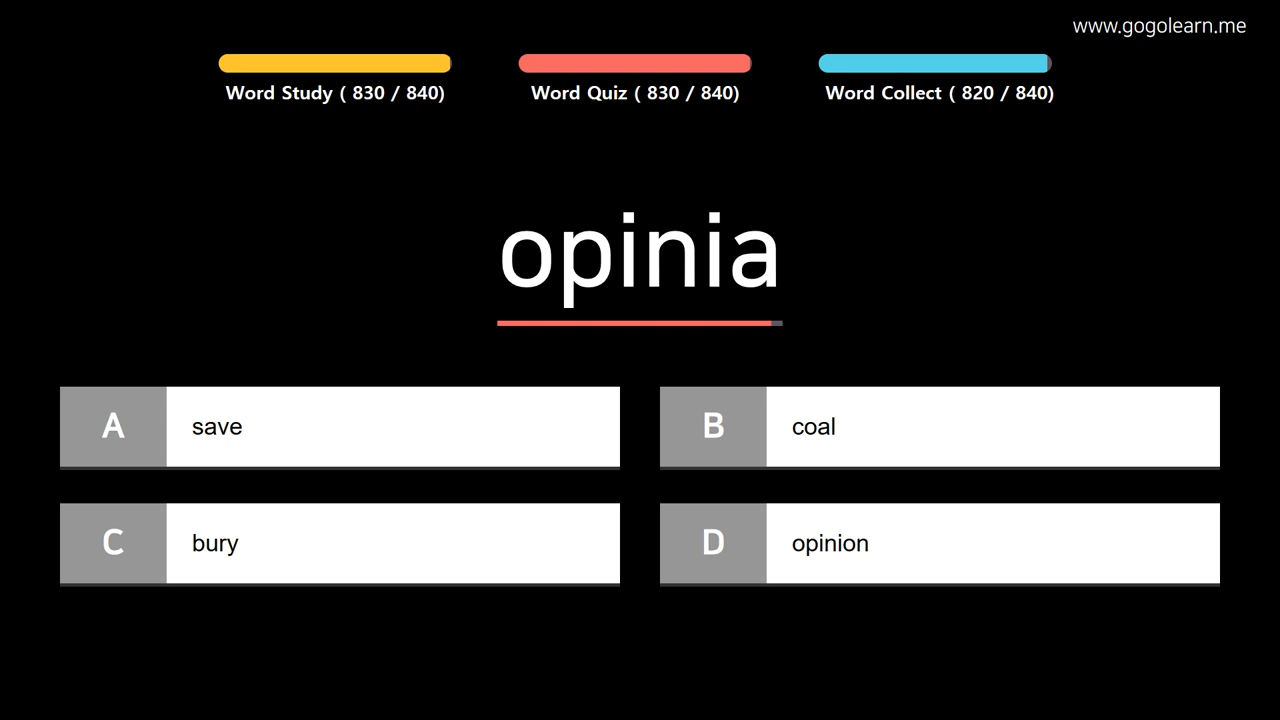 www.gogolearn.me
Word Study ( 830 / 840)
Word Quiz ( 830 / 840)
Word Collect ( 820 / 840)
opinia
A save
B coal
C bury
D opinion